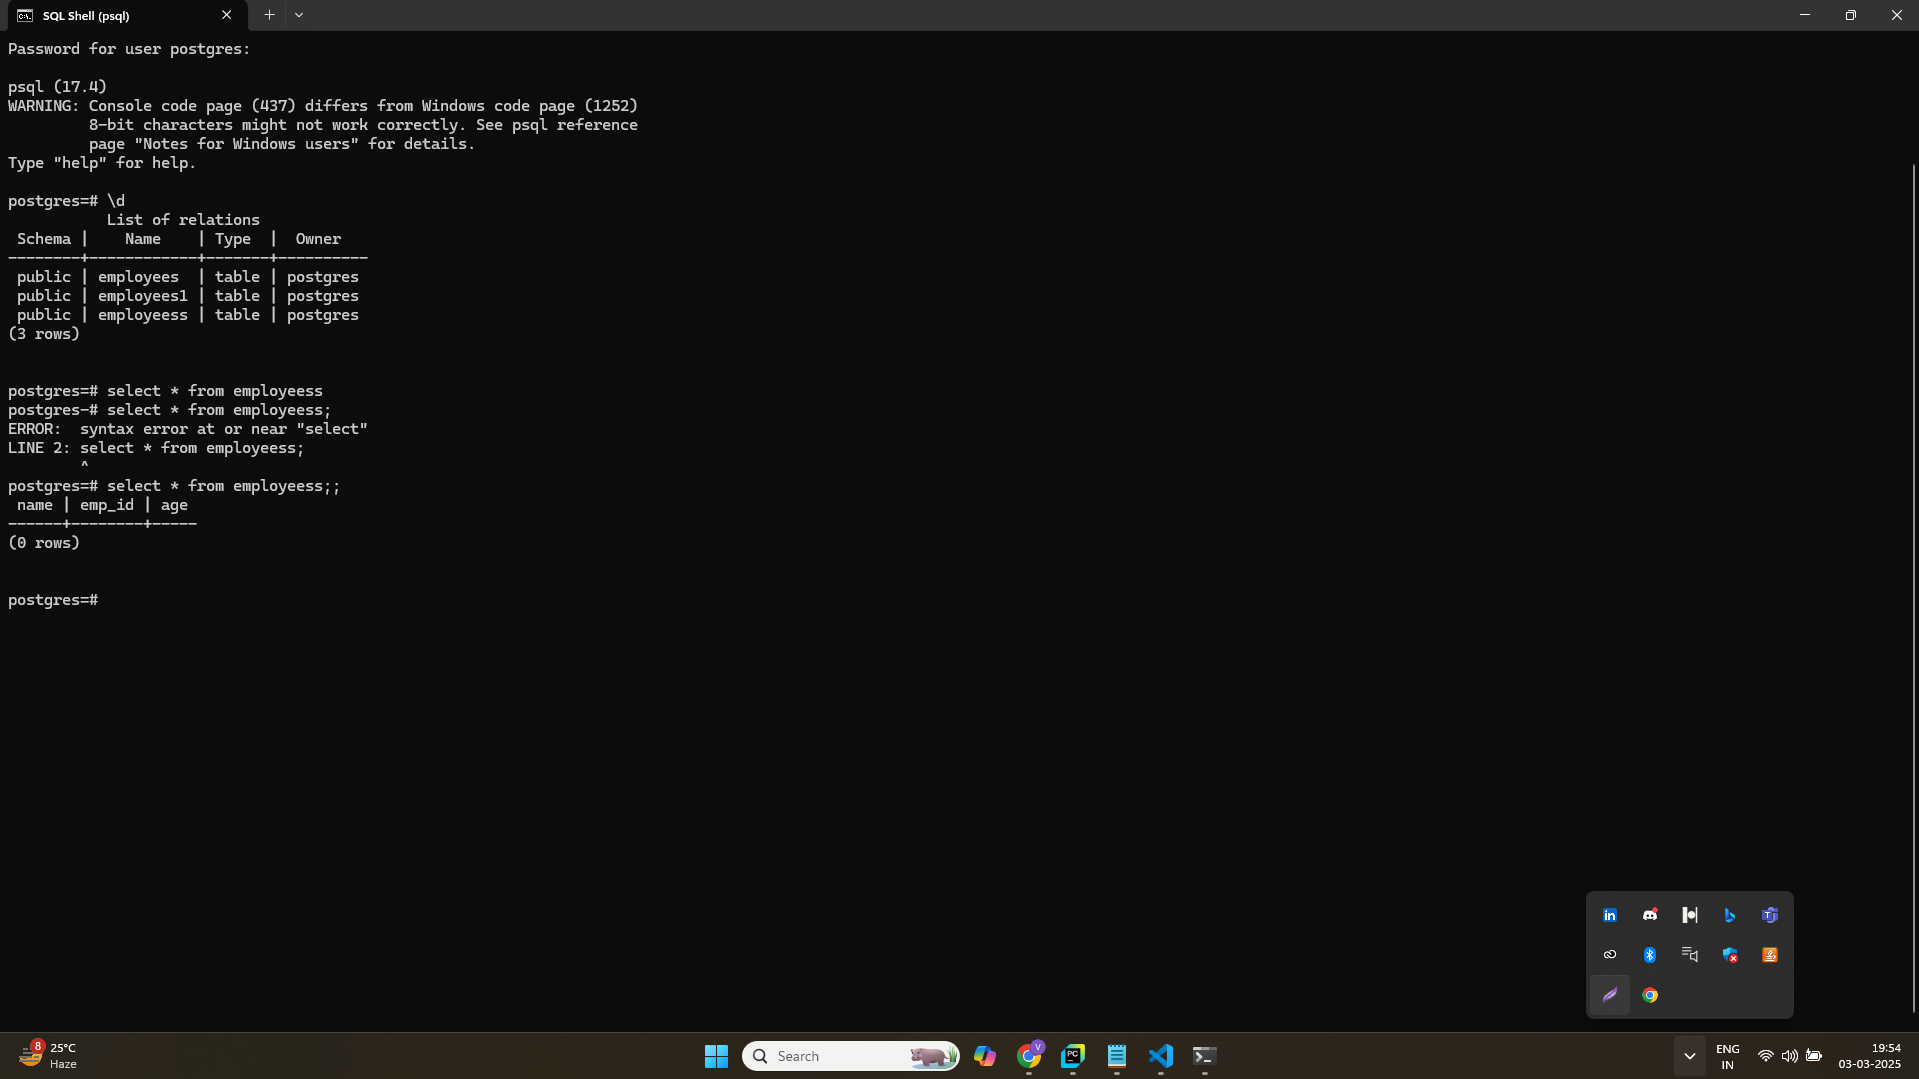 SQL Shell (psql)
Password for user postgres:
psql (17.4)
WARNING: Console code page (437) differs from Windows code page (1252)
         8-bit characters might not work correctly. See psql reference
         page "Notes for Windows users" for details.
Type "help" for help.
postgres=# \d
           List of relations
 Schema |    Name    | Type  |  Owner
--------+------------+-------+----------
 public | employees  | table | postgres
 public | employees1 | table | postgres
 public | employeess | table | postgres
(3 rows)
postgres=# select * from employeess
postgres-# select * from employeess;
ERROR:  syntax error at or near "select"
LINE 2: select * from employeess;
        ^
postgres=# select * from employeess;;
 name | emp_id | age
------+--------+-----
(0 rows)
postgres=#
8
25°C
Haze
Search
V
PC
ENG
IN
19:54
03-03-2025
in
T